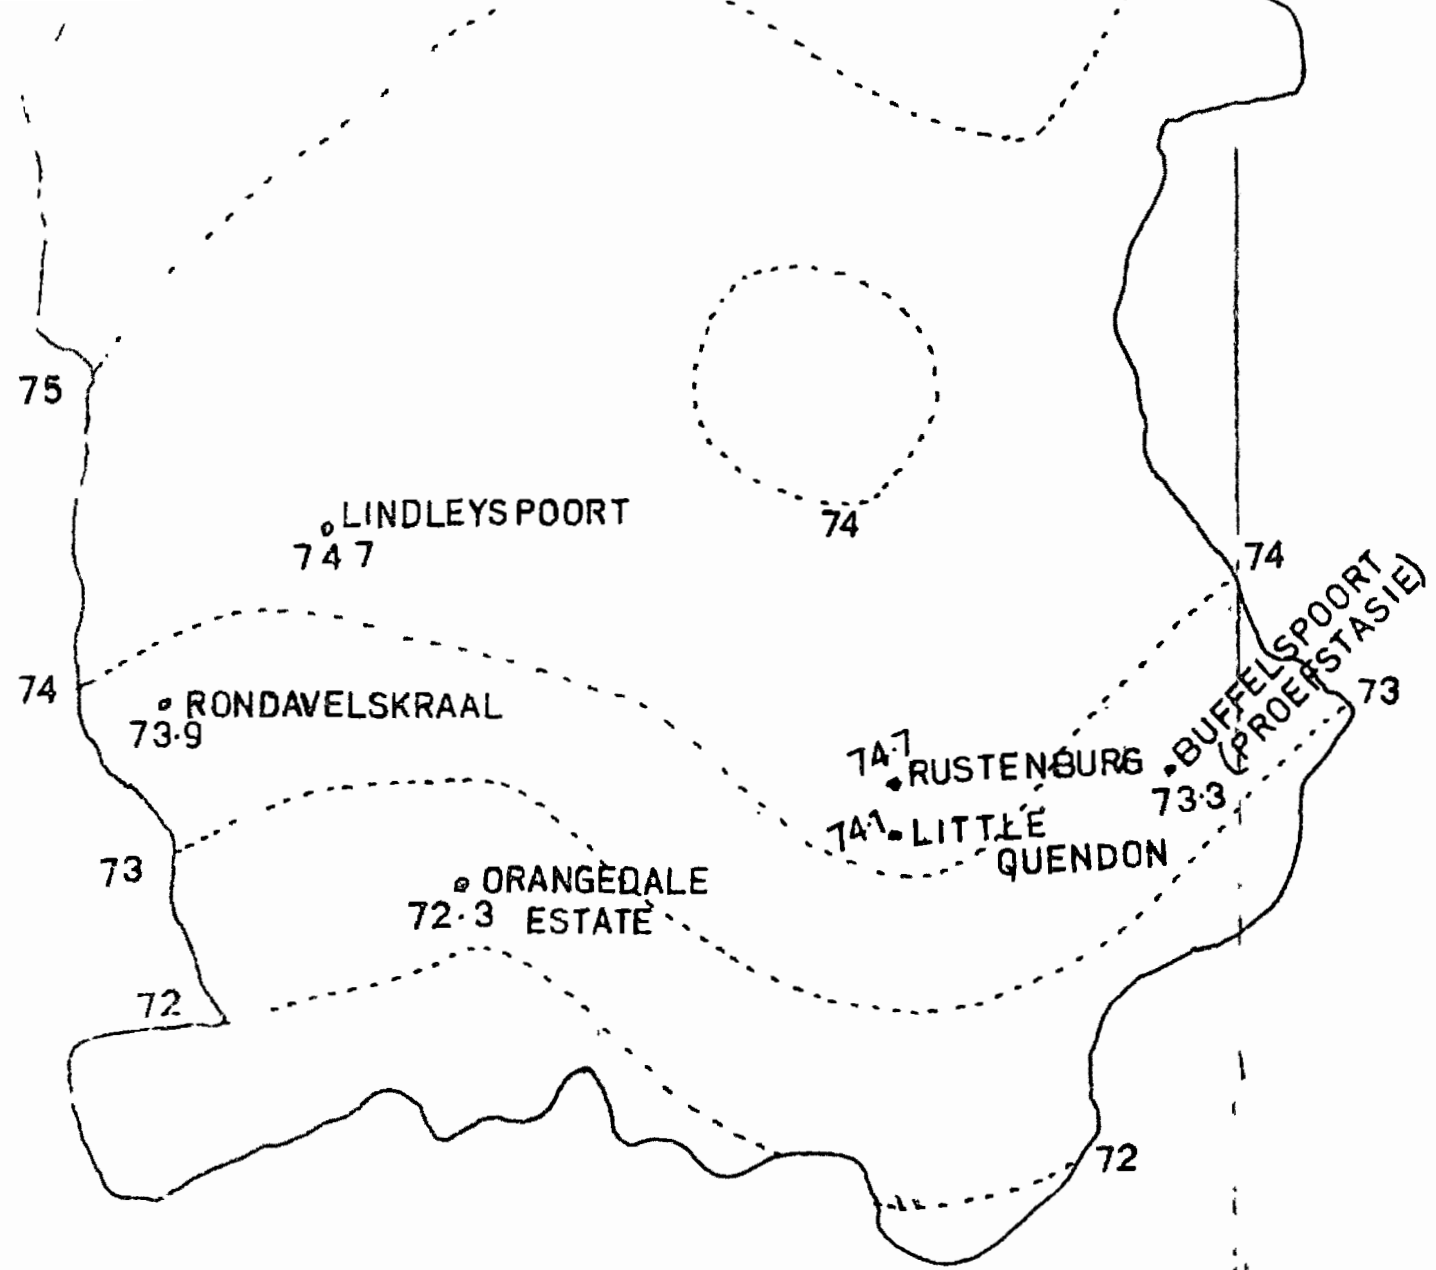 75
LINDLEYSPOORT
74 7
74
74
BUFFELSPOORT
(PROEFSTASIE)
74
73
RONDAVELSKRAAL
73·9
74·7
RUSTENBURG
73·3
74·1
LITTLE
QUENDON
73
ORANGEDALE
72·3 ESTATE
72
72